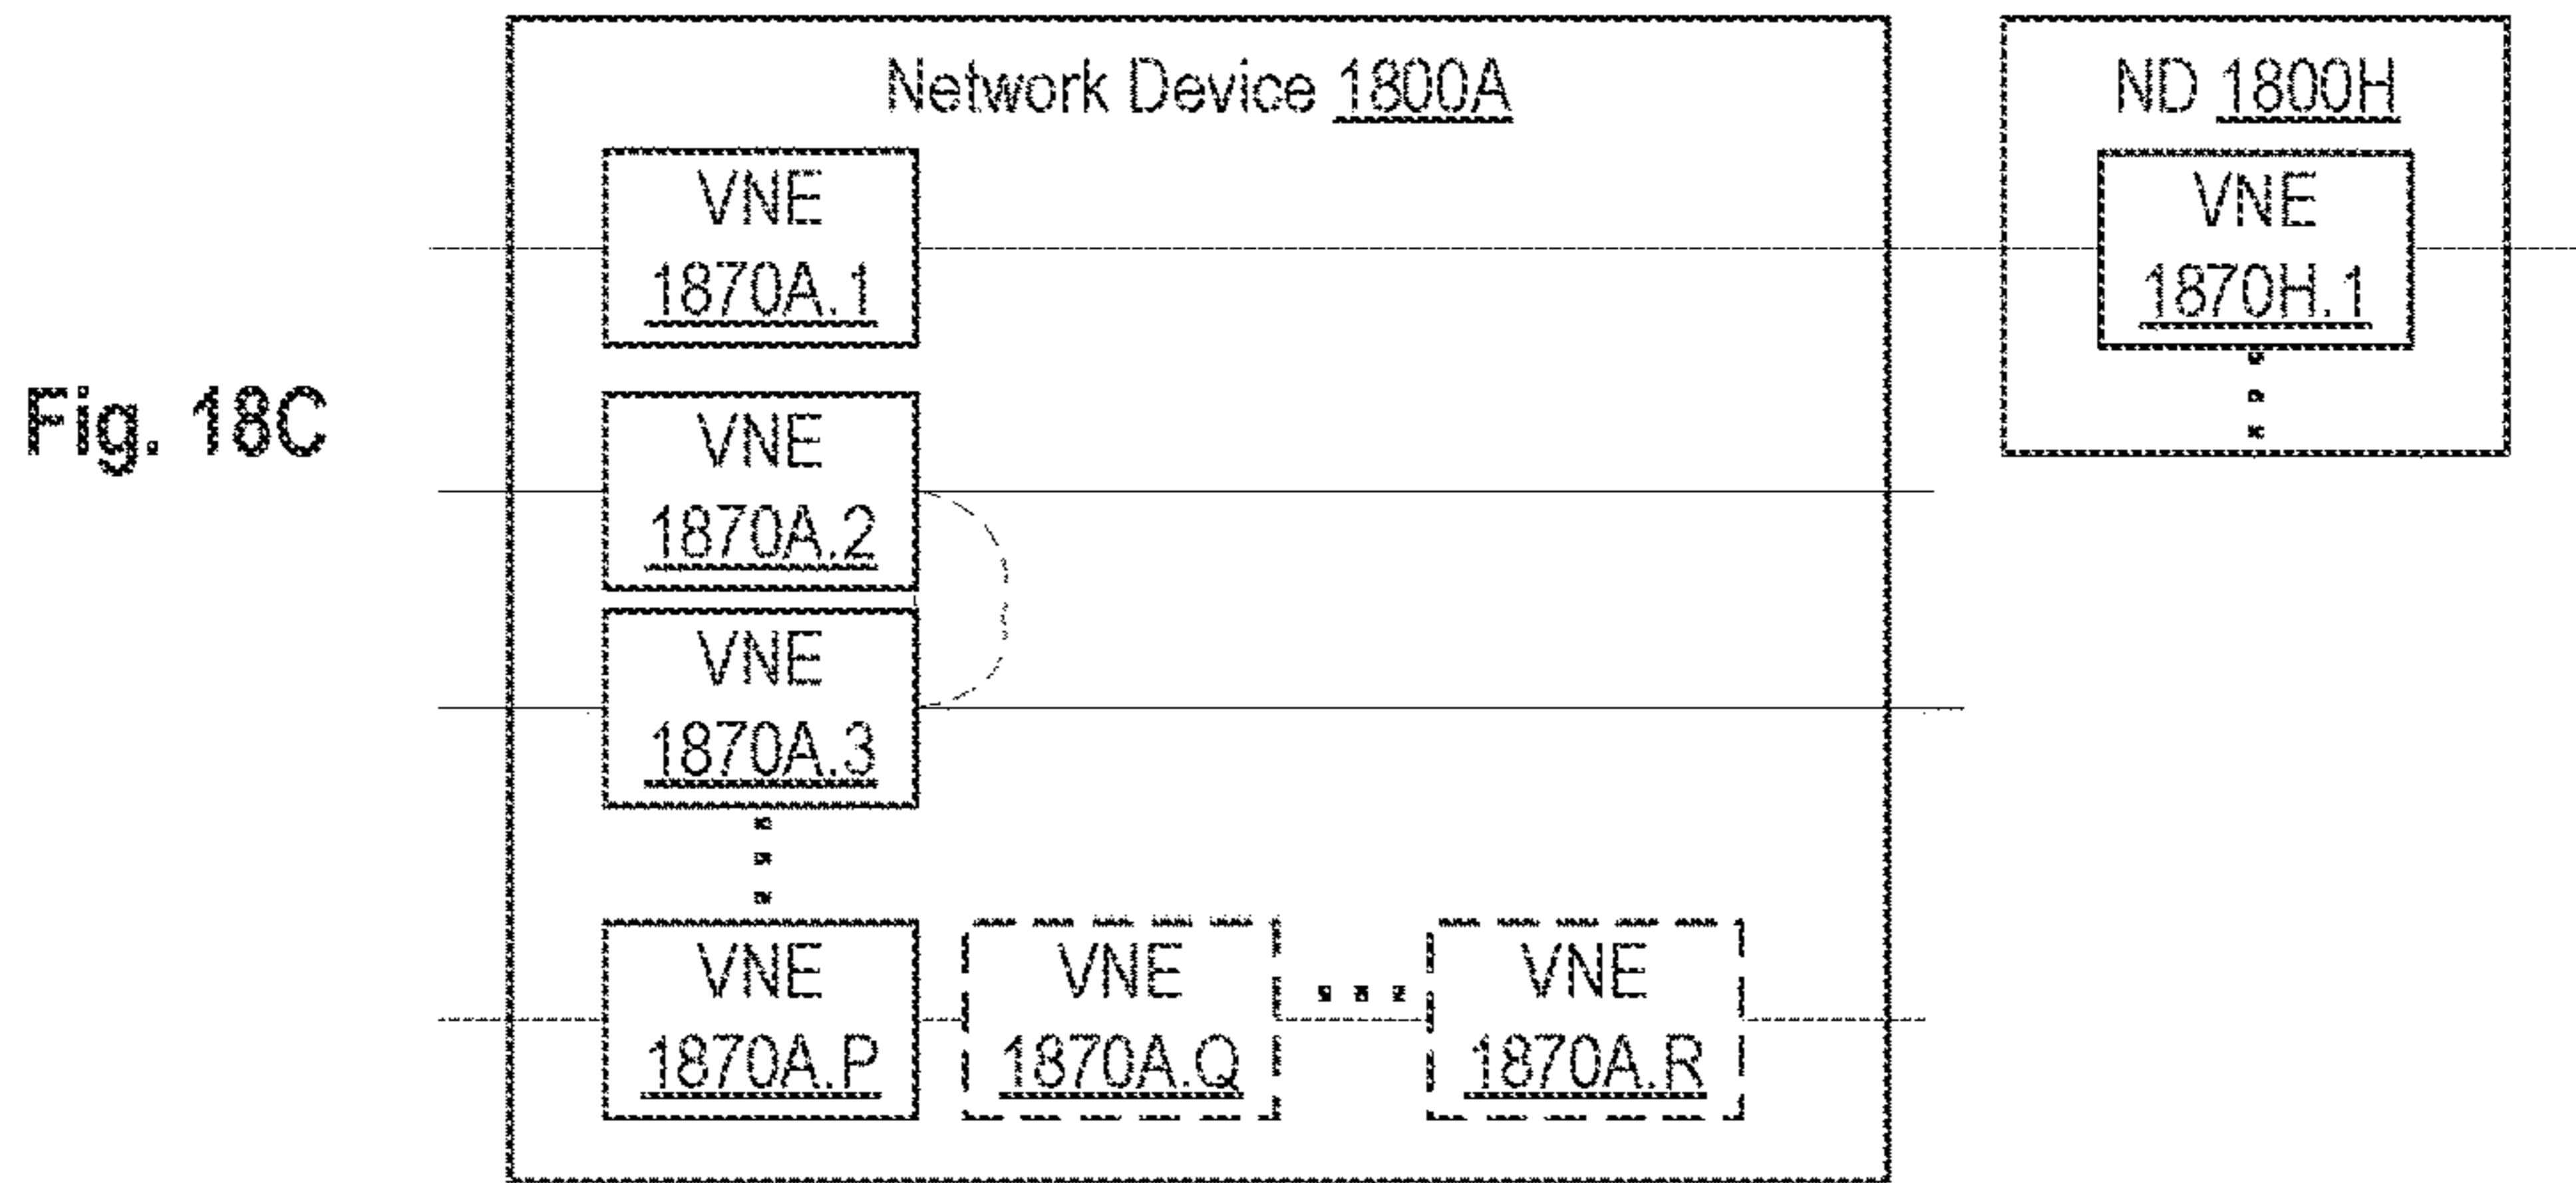 Network Device 1800A
ND 1800H
VNE
1870A.1
VNE
1870H.1
Fig. 18C
VNE
1870A.2
VNE
1870A.3
VNE
1870A.P
VNE
1870A.Q
VNE
1870A.R